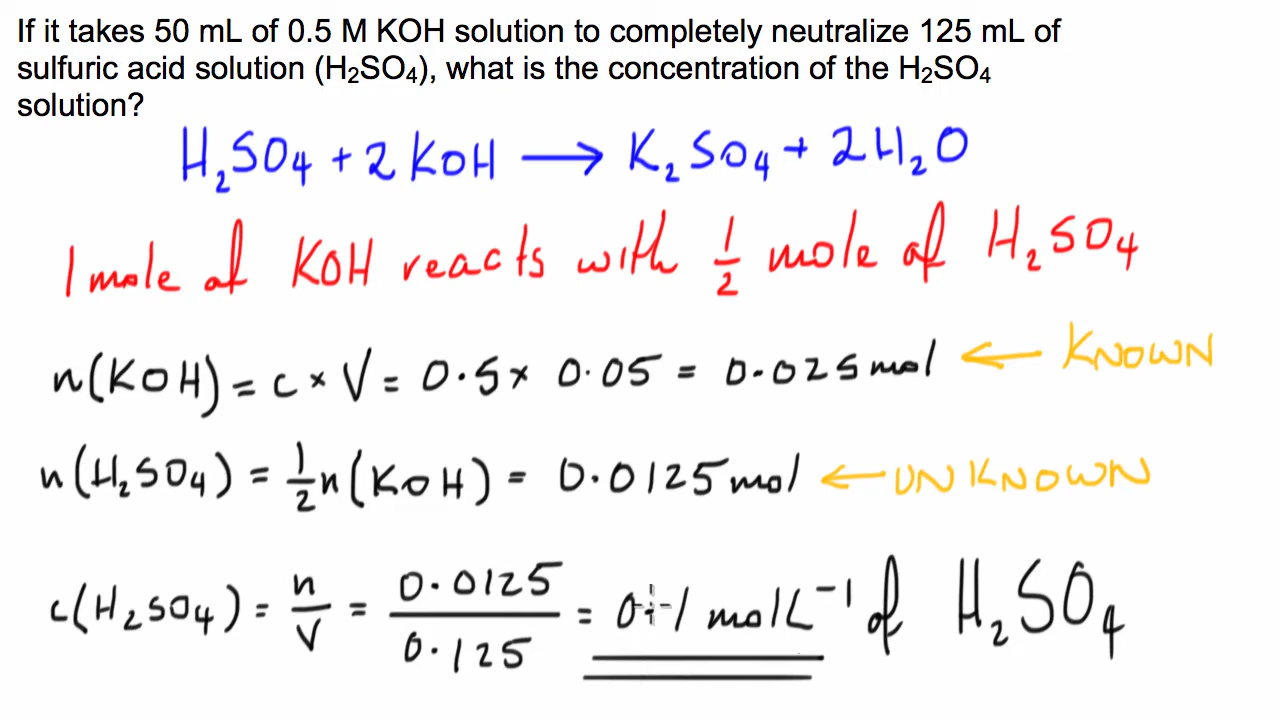 If it takes 50 mL of 0.5 M KOH solution to completely neutralize 125 mL of
sulfuric acid solution (H₂SO₄), what is the concentration of the H₂SO₄
solution?
H₂SO₄ + 2 KOH ⟶ K₂SO₄ + 2H₂O
1 mole of KOH reacts with 1/2 mole of H₂SO₄
n(KOH) = c × V = 0.5 × 0.05 = 0.025 mol ← KNOWN
n(H₂SO₄) = 1/2 n(KOH) = 0.0125 mol ← UNKNOWN
c(H₂SO₄) = n/V = 0.0125/0.125 = 0.1 mol L⁻¹ of H₂SO₄